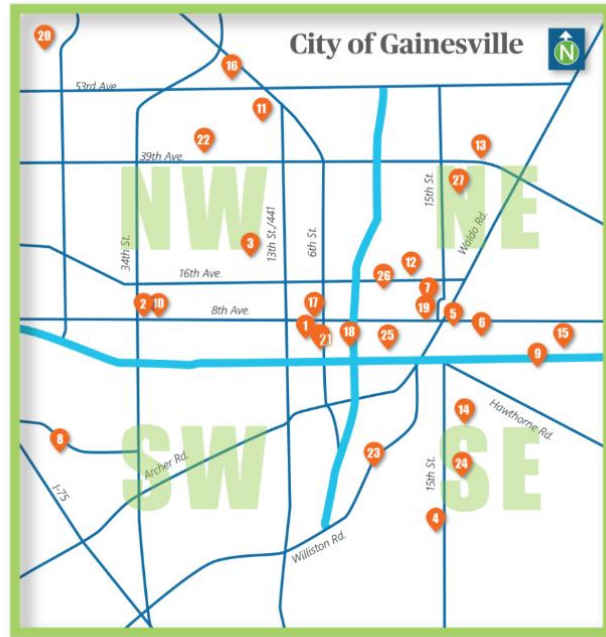 City of Gainesville
N
20
16
53rd Ave.
11
22
13
39th Ave.
27
NW
NE
34th St.
13th St./441
6th St.
15th St.
Waldo Rd.
3
12
16th Ave.
26
7
2
10
17
19
8th Ave.
5
6
1
21
18
25
15
9
14
Hawthorne Rd.
8
SW
SE
Archer Rd.
23
24
I-75
15th St.
4
Williston Rd.